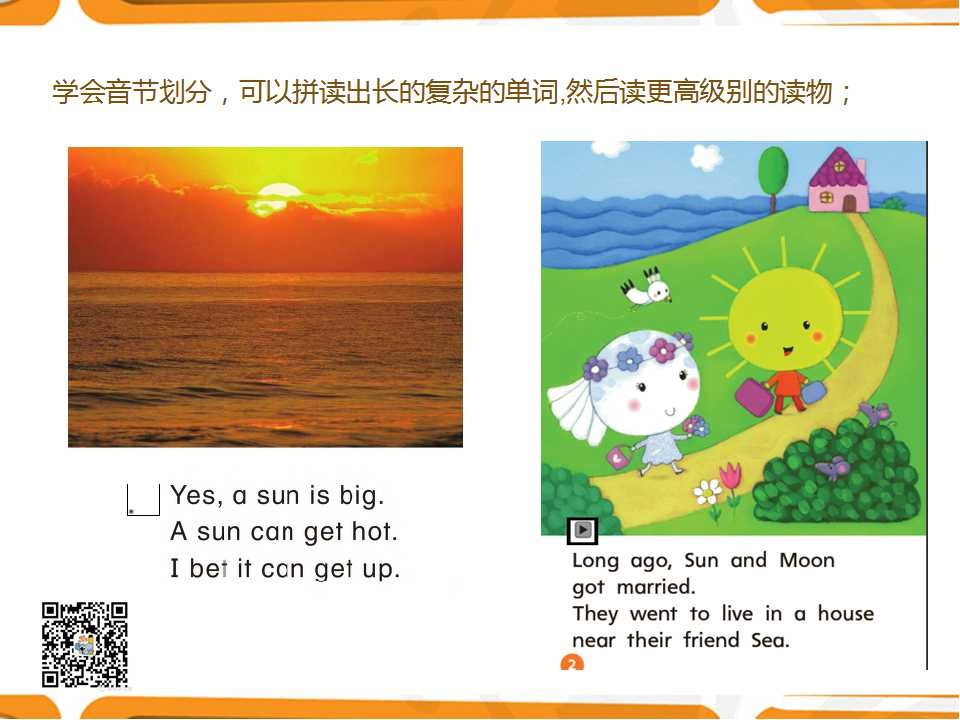 学会音节划分，可以拼读出长的复杂的单词,然后读更高级别的读物；
Yes, a sun is big.
A sun can get hot.
I bet it can get up.
Long ago, Sun and Moon
got married.
They went to live in a house
near their friend Sea.
2